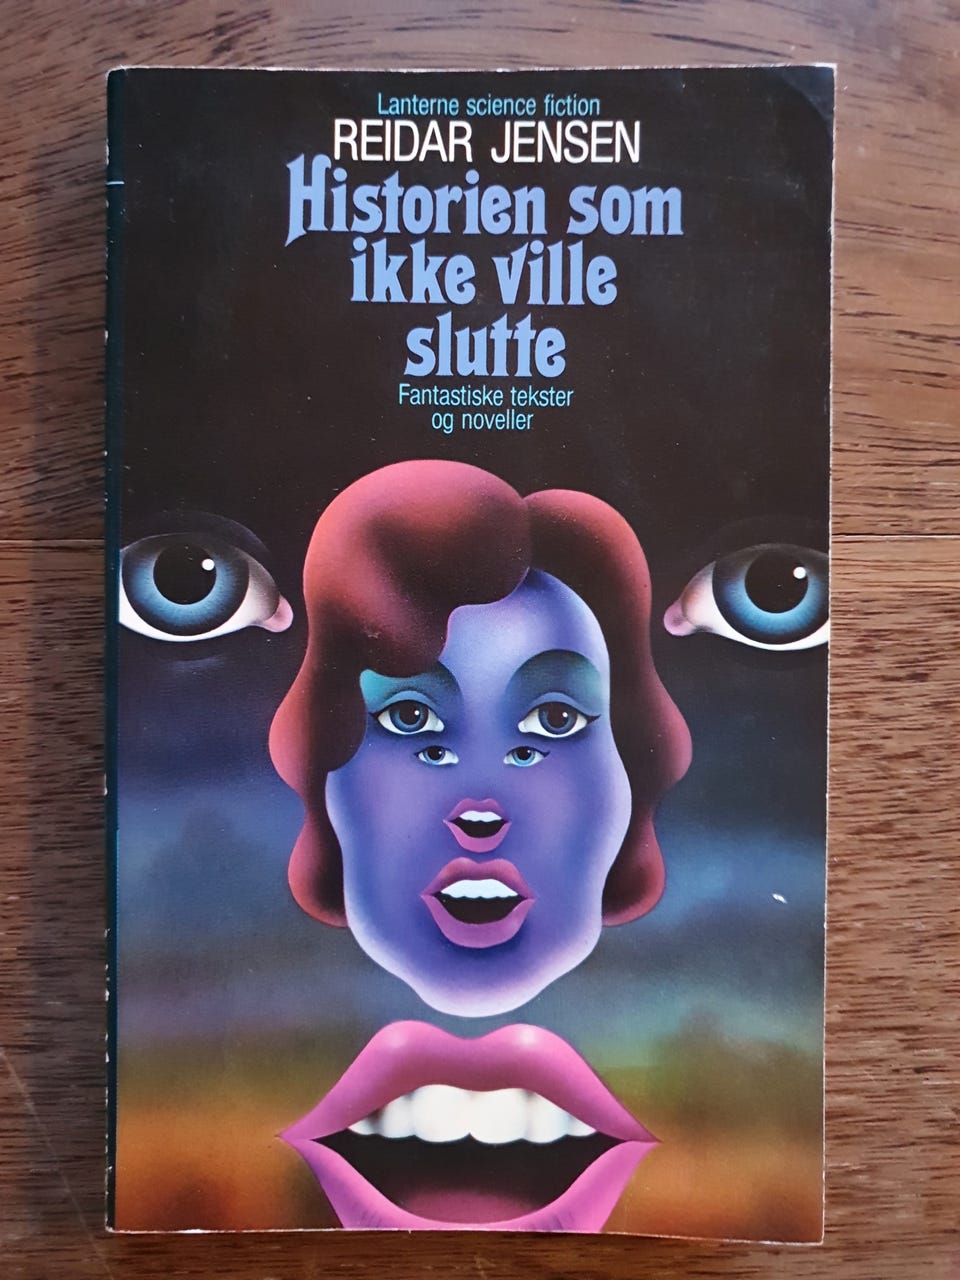 Lanterne science fiction
REIDAR JENSEN
Historien som
ikke ville
slutte
Fantastiske tekster
og noveller